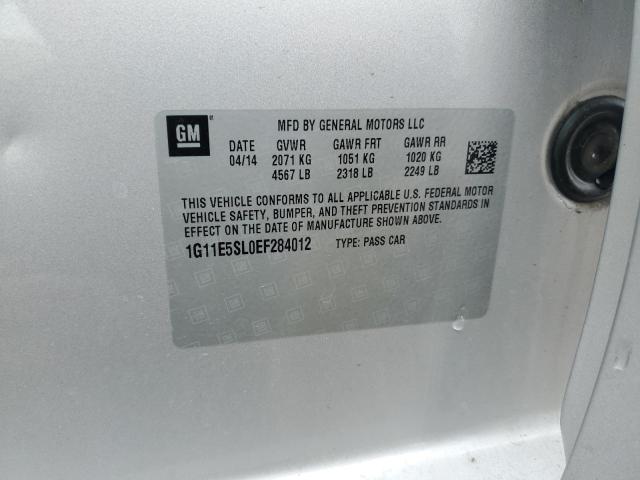 GM
MFD BY GENERAL MOTORS LLC
DATE GVWR GAWR FRT GAWR RR
04/14 2071 KG 1051 KG 1020 KG
4567 LB 2318 LB 2249 LB
THIS VEHICLE CONFORMS TO ALL APPLICABLE U.S. FEDERAL MOTOR
VEHICLE SAFETY, BUMPER, AND THEFT PREVENTION STANDARDS IN
EFFECT ON THE DATE OF MANUFACTURE SHOWN ABOVE.
1G11E5SL0EF284012 TYPE: PASS CAR